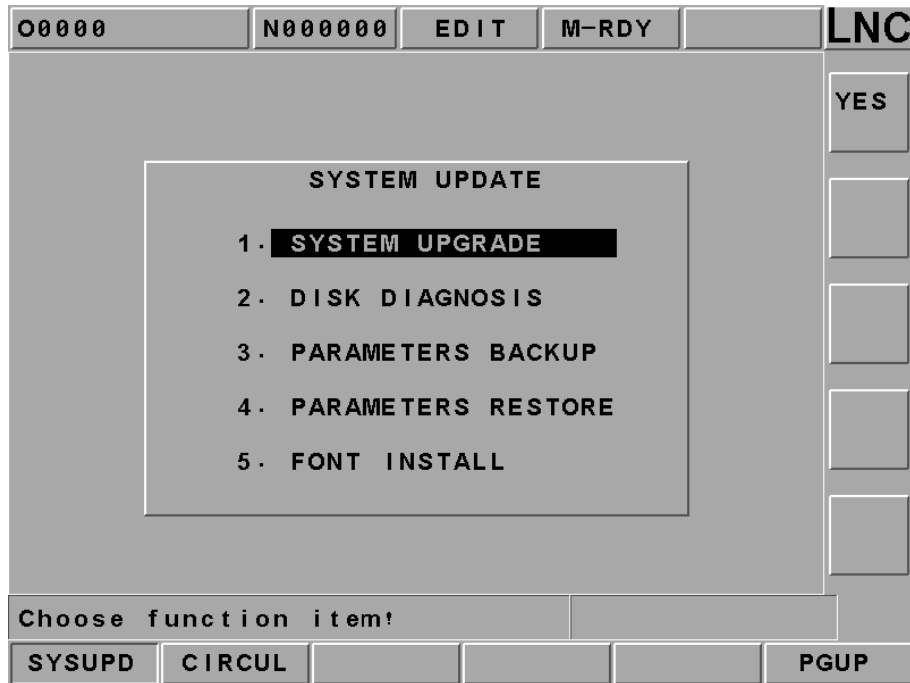 O0000 N000000 EDIT M-RDY LNC
YES
SYSTEM UPDATE
1. SYSTEM UPGRADE
2. DISK DIAGNOSIS
3. PARAMETERS BACKUP
4. PARAMETERS RESTORE
5. FONT INSTALL
Choose function item!
SYSUPD CIRCUL PGUP